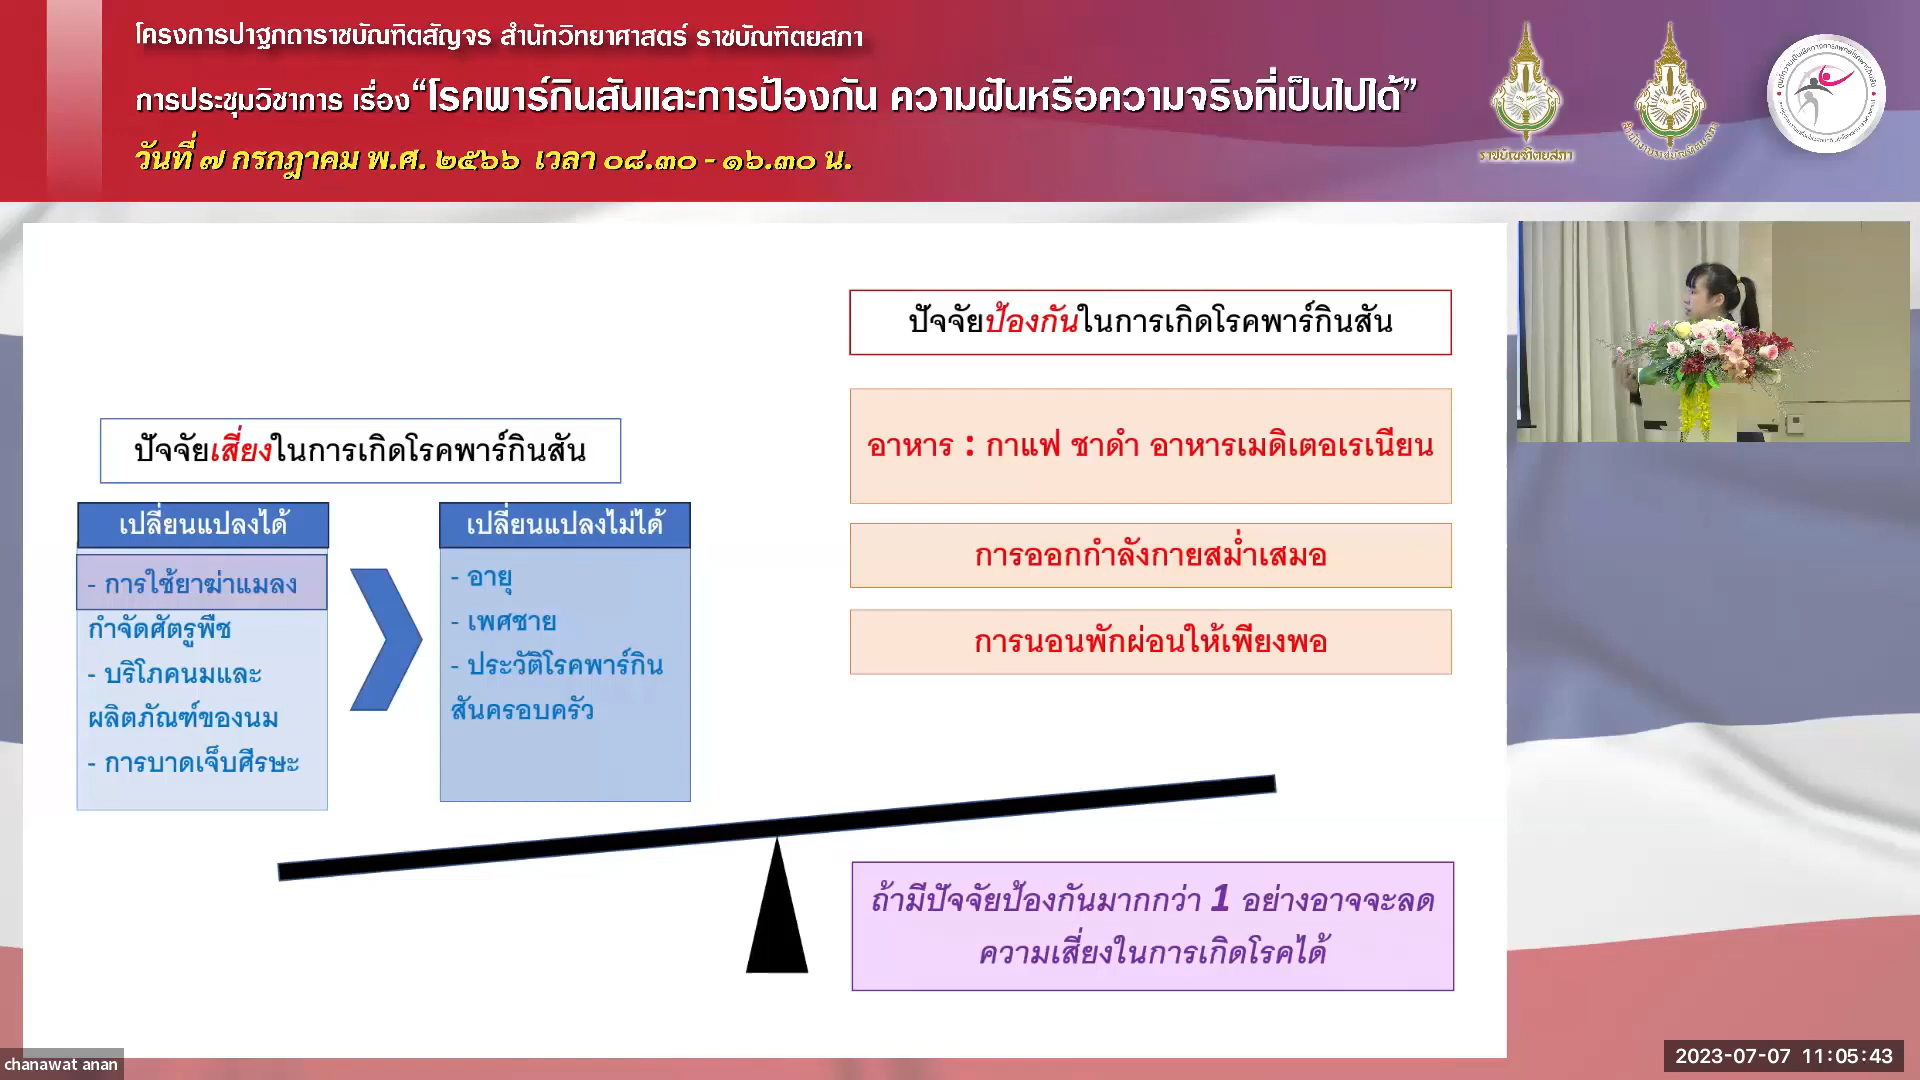 โครงการปาฐกถาราชบัณฑิตสัญจร สำนักวิทยาศาสตร์ ราชบัณฑิตยสภา
การประชุมวิชาการ เรื่อง “โรคพาร์กินสันและการป้องกัน ความฝันหรือความจริงที่เป็นไปได้”
วันที่ ๗ กรกฎาคม พ.ศ. ๒๕๖๖ เวลา ๐๘.๓๐ - ๑๖.๓๐ น.
ราชบัณฑิตยสภา
สำนักงานราชบัณฑิตยสภา
ปัจจัยเสี่ยงในการเกิดโรคพาร์กินสัน
เปลี่ยนแปลงได้
- การใช้ยาฆ่าแมลง
กำจัดศัตรูพืช
- บริโภคนมและ
ผลิตภัณฑ์ของนม
- การบาดเจ็บศีรษะ
เปลี่ยนแปลงไม่ได้
- อายุ
- เพศชาย
- ประวัติโรคพาร์กิน
สันครอบครัว
ปัจจัยป้องกันในการเกิดโรคพาร์กินสัน
อาหาร : กาแฟ ชาดำ อาหารเมดิเตอเรเนียน
การออกกำลังกายสม่ำเสมอ
การนอนพักผ่อนให้เพียงพอ
ถ้ามีปัจจัยป้องกันมากกว่า 1 อย่างอาจจะลด
ความเสี่ยงในการเกิดโรคได้
chanawat anan
2023-07-07 11:05:43